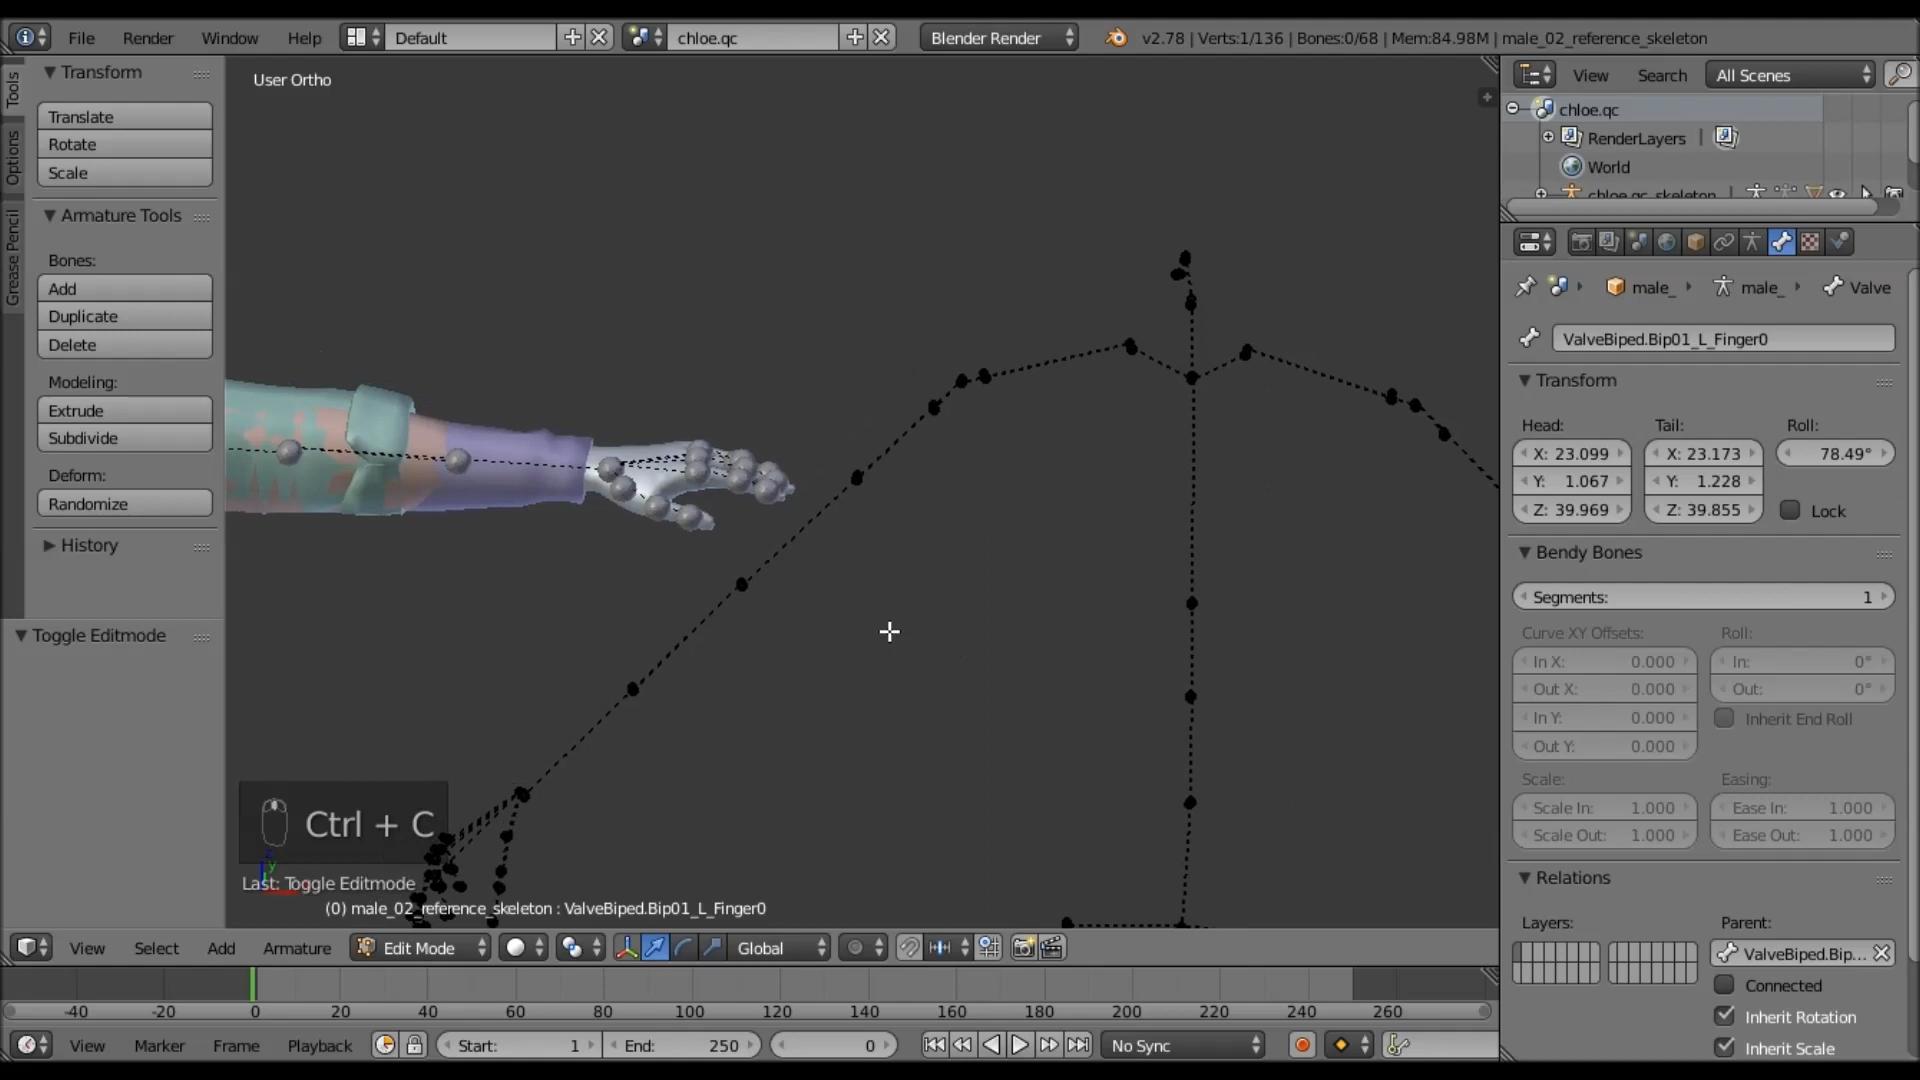 File Render Window Help Default chloe.qc Blender Render v2.78 | Verts:1/136 | Bones:0/68 | Mem:84.98M | male_02_reference_skeleton
Tools
Options
Grease Pencil
Transform
Translate
Rotate
Scale
Armature Tools
Bones:
Add
Duplicate
Delete
Modeling:
Extrude
Subdivide
Deform:
Randomize
History
Toggle Editmode
User Ortho
Ctrl + C
Last: Toggle Editmode
(0) male_02_reference_skeleton : ValveBiped.Bip01_L_Finger0
View Select Add Armature Edit Mode Global
-40 -20 0 20 40 60 80 100 120 140 160 180 200 220 240 260
View Marker Frame Playback Start: 1 End: 250 0 No Sync
View Search All Scenes
chloe.qc
RenderLayers |
World
chloe.qc_skeleton
male_ male_ Valve
ValveBiped.Bip01_L_Finger0
Transform
Head: Tail: Roll:
X: 23.099 X: 23.173 78.49°
Y: 1.067 Y: 1.228
Z: 39.969 Z: 39.855 Lock
Bendy Bones
Segments: 1
Curve XY Offsets: Roll:
In X: 0.000 In: 0°
Out X: 0.000 Out: 0°
In Y: 0.000 Inherit End Roll
Out Y: 0.000
Scale: Easing:
Scale In: 1.000 Ease In: 1.000
Scale Out: 1.000 Ease Out: 1.000
Relations
Layers: Parent:
ValveBiped.Bip...
Connected
Inherit Rotation
Inherit Scale